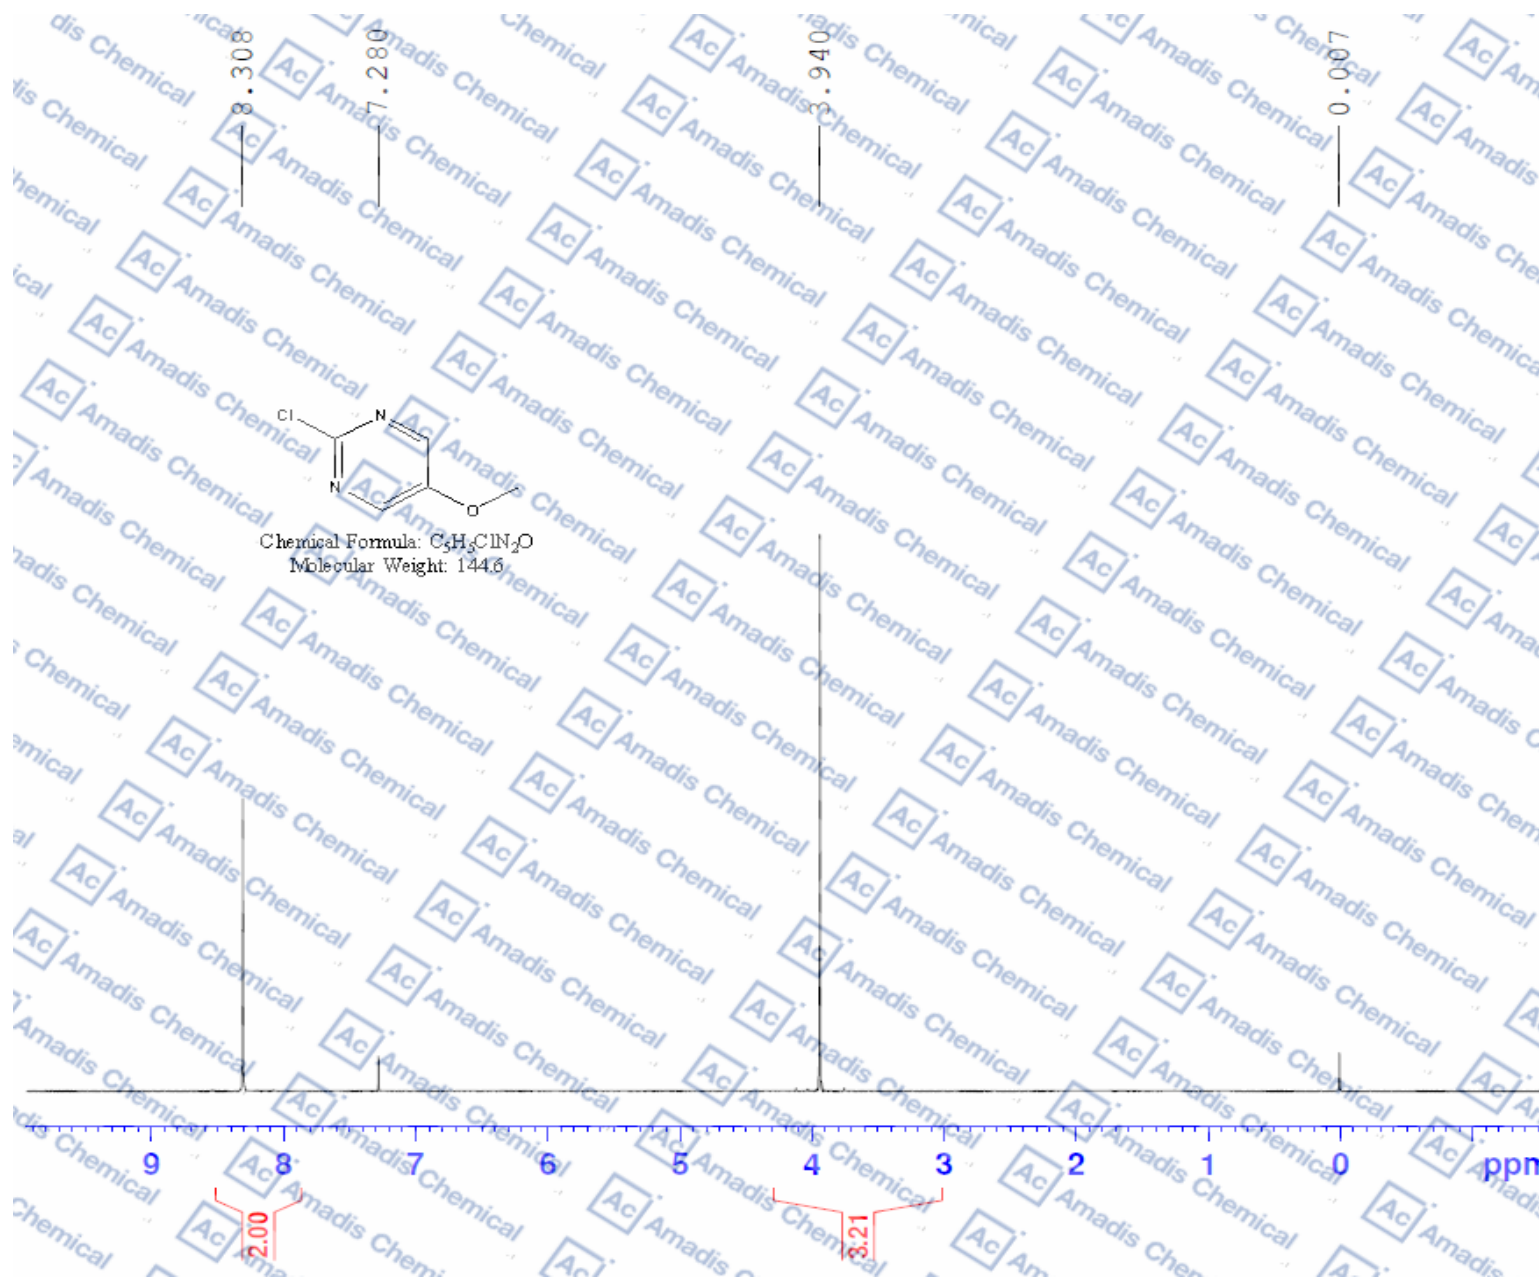 8.308
7.280
3.940
0.007
Cl
N
N
O
Chemical Formula: C₅H₅ClN₂O
Molecular Weight: 144.6
9 8 7 6 5 4 3 2 1 0 ppm
2.00
3.21
Ac Amadis Chemical